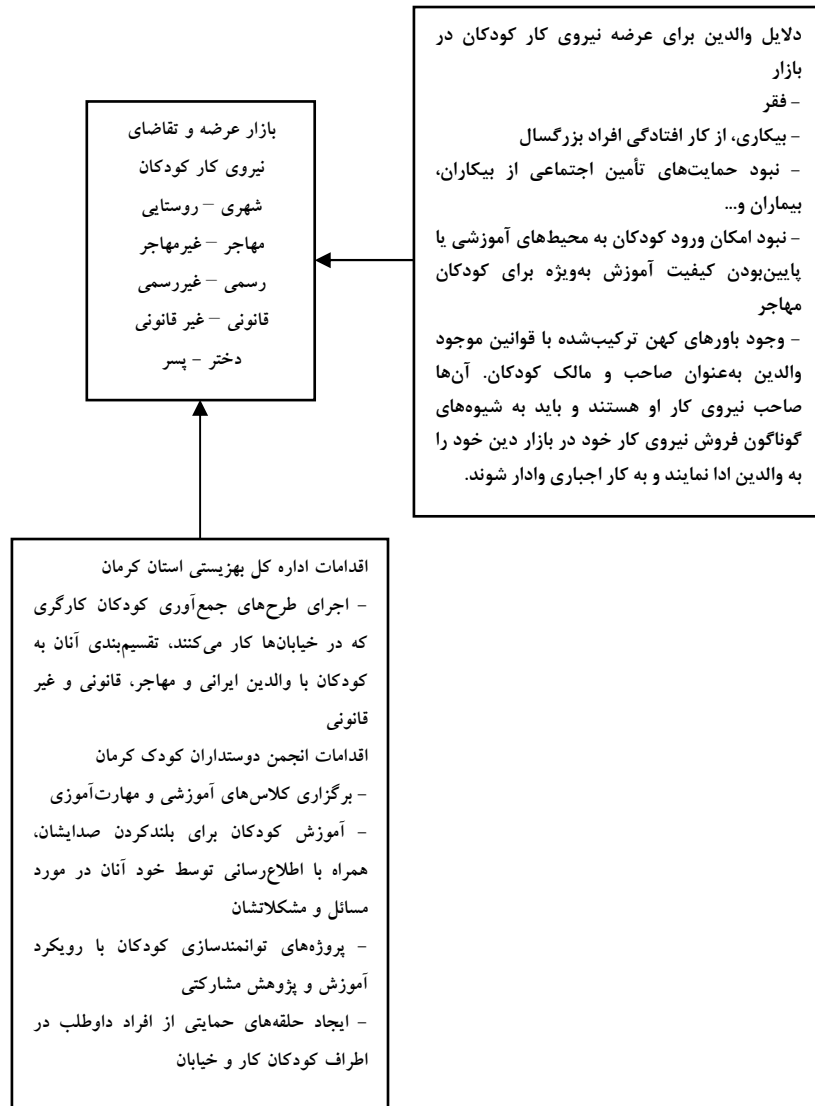 دلایل والدین برای عرضه نیروی کار کودکان در
بازار
- فقر
- بیکاری، از کار افتادگی افراد بزرگسال
- نبود حمایت‌های تأمین اجتماعی از بیکاران،
بیماران و...
- نبود امکان ورود کودکان به محیط‌های آموزشی یا
پایین‌بودن کیفیت آموزش به‌ویژه برای کودکان
مهاجر
- وجود باورهای کهن ترکیب‌شده با قوانین موجود
والدین به‌عنوان صاحب و مالک کودکان. آن‌ها
صاحب نیروی کار او هستند و باید به شیوه‌های
گوناگون فروش نیروی کار خود در بازار دین خود را
به والدین ادا نمایند و به کار اجباری وادار شوند.
بازار عرضه و تقاضای
نیروی کار کودکان
شهری – روستایی
مهاجر – غیرمهاجر
رسمی – غیررسمی
قانونی – غیر قانونی
دختر - پسر
اقدامات اداره کل بهزیستی استان کرمان
- اجرای طرح‌های جمع‌آوری کودکان کارگری
که در خیابان‌ها کار می‌کنند، تقسیم‌بندی آنان به
کودکان با والدین ایرانی و مهاجر، قانونی و غیر
قانونی
اقدامات انجمن دوستداران کودک کرمان
- برگزاری کلاس‌های آموزشی و مهارت‌آموزی
- آموزش کودکان برای بلندکردن صدایشان،
همراه با اطلاع‌رسانی توسط خود آنان در مورد
مسائل و مشکلاتشان
- پروژه‌های توانمندسازی کودکان با رویکرد
آموزش و پژوهش مشارکتی
- ایجاد حلقه‌های حمایتی از افراد داوطلب در
اطراف کودکان کار و خیابان